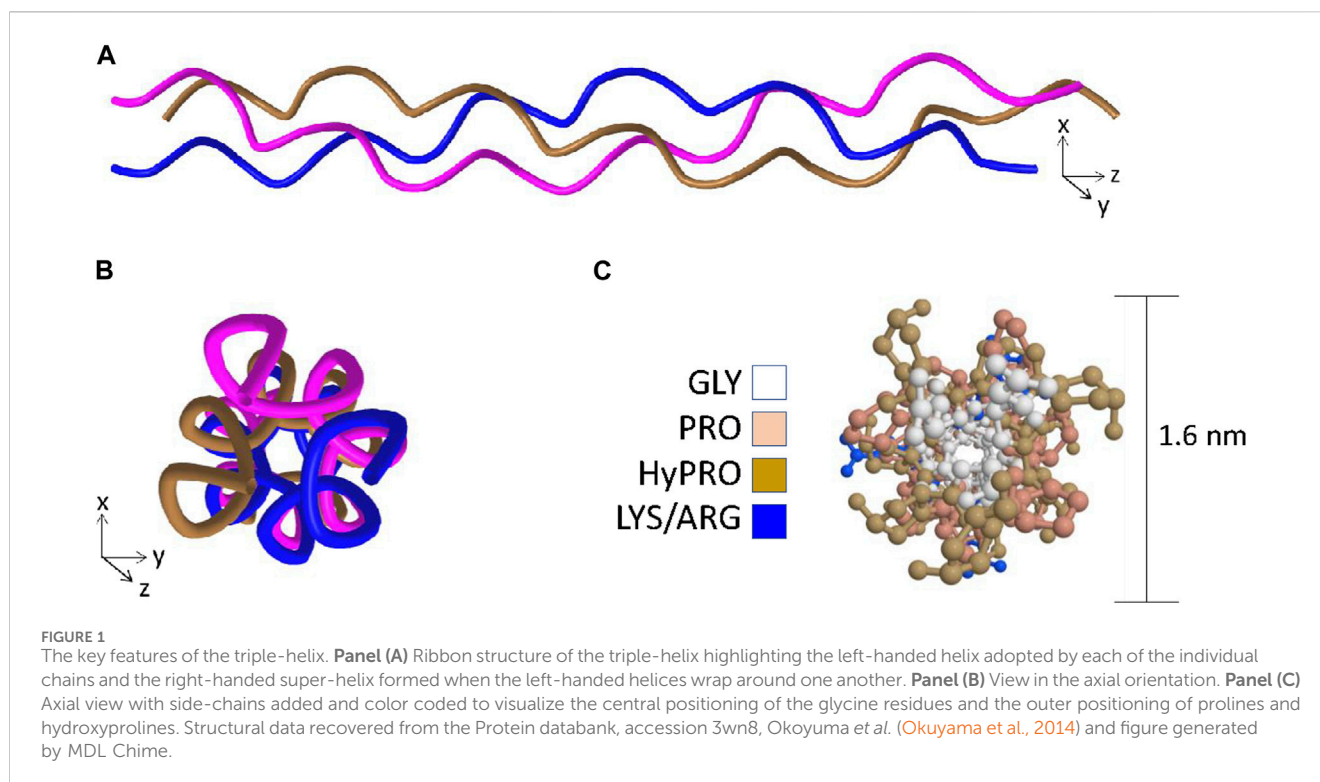 A
x
z
y
B
C
GLY
PRO
HyPRO
LYS/ARG
1.6 nm
x
y
z
FIGURE 1
The key features of the triple-helix. Panel (A) Ribbon structure of the triple-helix highlighting the left-handed helix adopted by each of the individual
chains and the right-handed super-helix formed when the left-handed helices wrap around one another. Panel (B) View in the axial orientation. Panel (C)
Axial view with side-chains added and color coded to visualize the central positioning of the glycine residues and the outer positioning of prolines and
hydroxyprolines. Structural data recovered from the Protein databank, accession 3wn8, Okoyuma et al. (Okuyama et al., 2014) and figure generated
by MDL Chime.